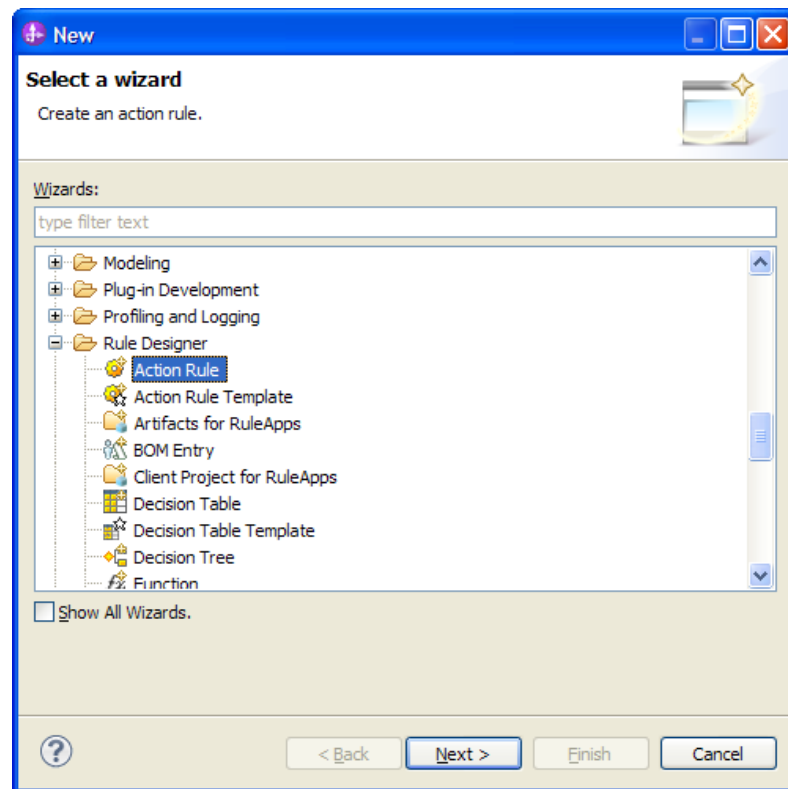 New
Select a wizard
Create an action rule.
Wizards:
type filter text
Modeling
Plug-in Development
Profiling and Logging
Rule Designer
Action Rule
Action Rule Template
Artifacts for RuleApps
BOM Entry
Client Project for RuleApps
Decision Table
Decision Table Template
Decision Tree
Function
Show All Wizards.
< Back Next > Finish Cancel